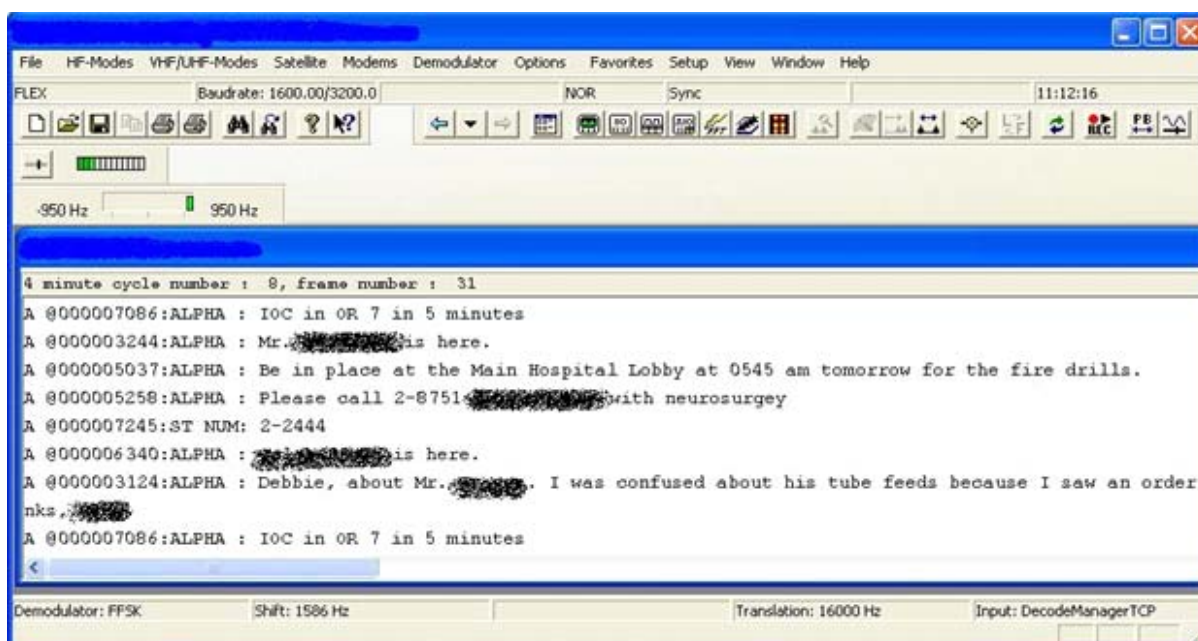 File HF-Modes VHF/UHF-Modes Satellite Modems Demodulator Options Favorites Setup View Window Help
FLEX Baudrate: 1600.00/3200.0 NOR Sync 11:12:16
REC PB
-950 Hz 950 Hz
4 minute cycle number : 8, frame number : 31
A @000007086:ALPHA : IOC in OR 7 in 5 minutes
A @000003244:ALPHA : Mr. is here.
A @000005037:ALPHA : Be in place at the Main Hospital Lobby at 0545 am tomorrow for the fire drills.
A @000005258:ALPHA : Please call 2-8751 with neurosurgey
A @000007245:ST NUM: 2-2444
A @000006340:ALPHA : is here.
A @000003124:ALPHA : Debbie, about Mr. . I was confused about his tube feeds because I saw an order
nks,
A @000007086:ALPHA : IOC in OR 7 in 5 minutes
Demodulator: FFSK Shift: 1586 Hz Translation: 16000 Hz Input: DecodeManagerTCP